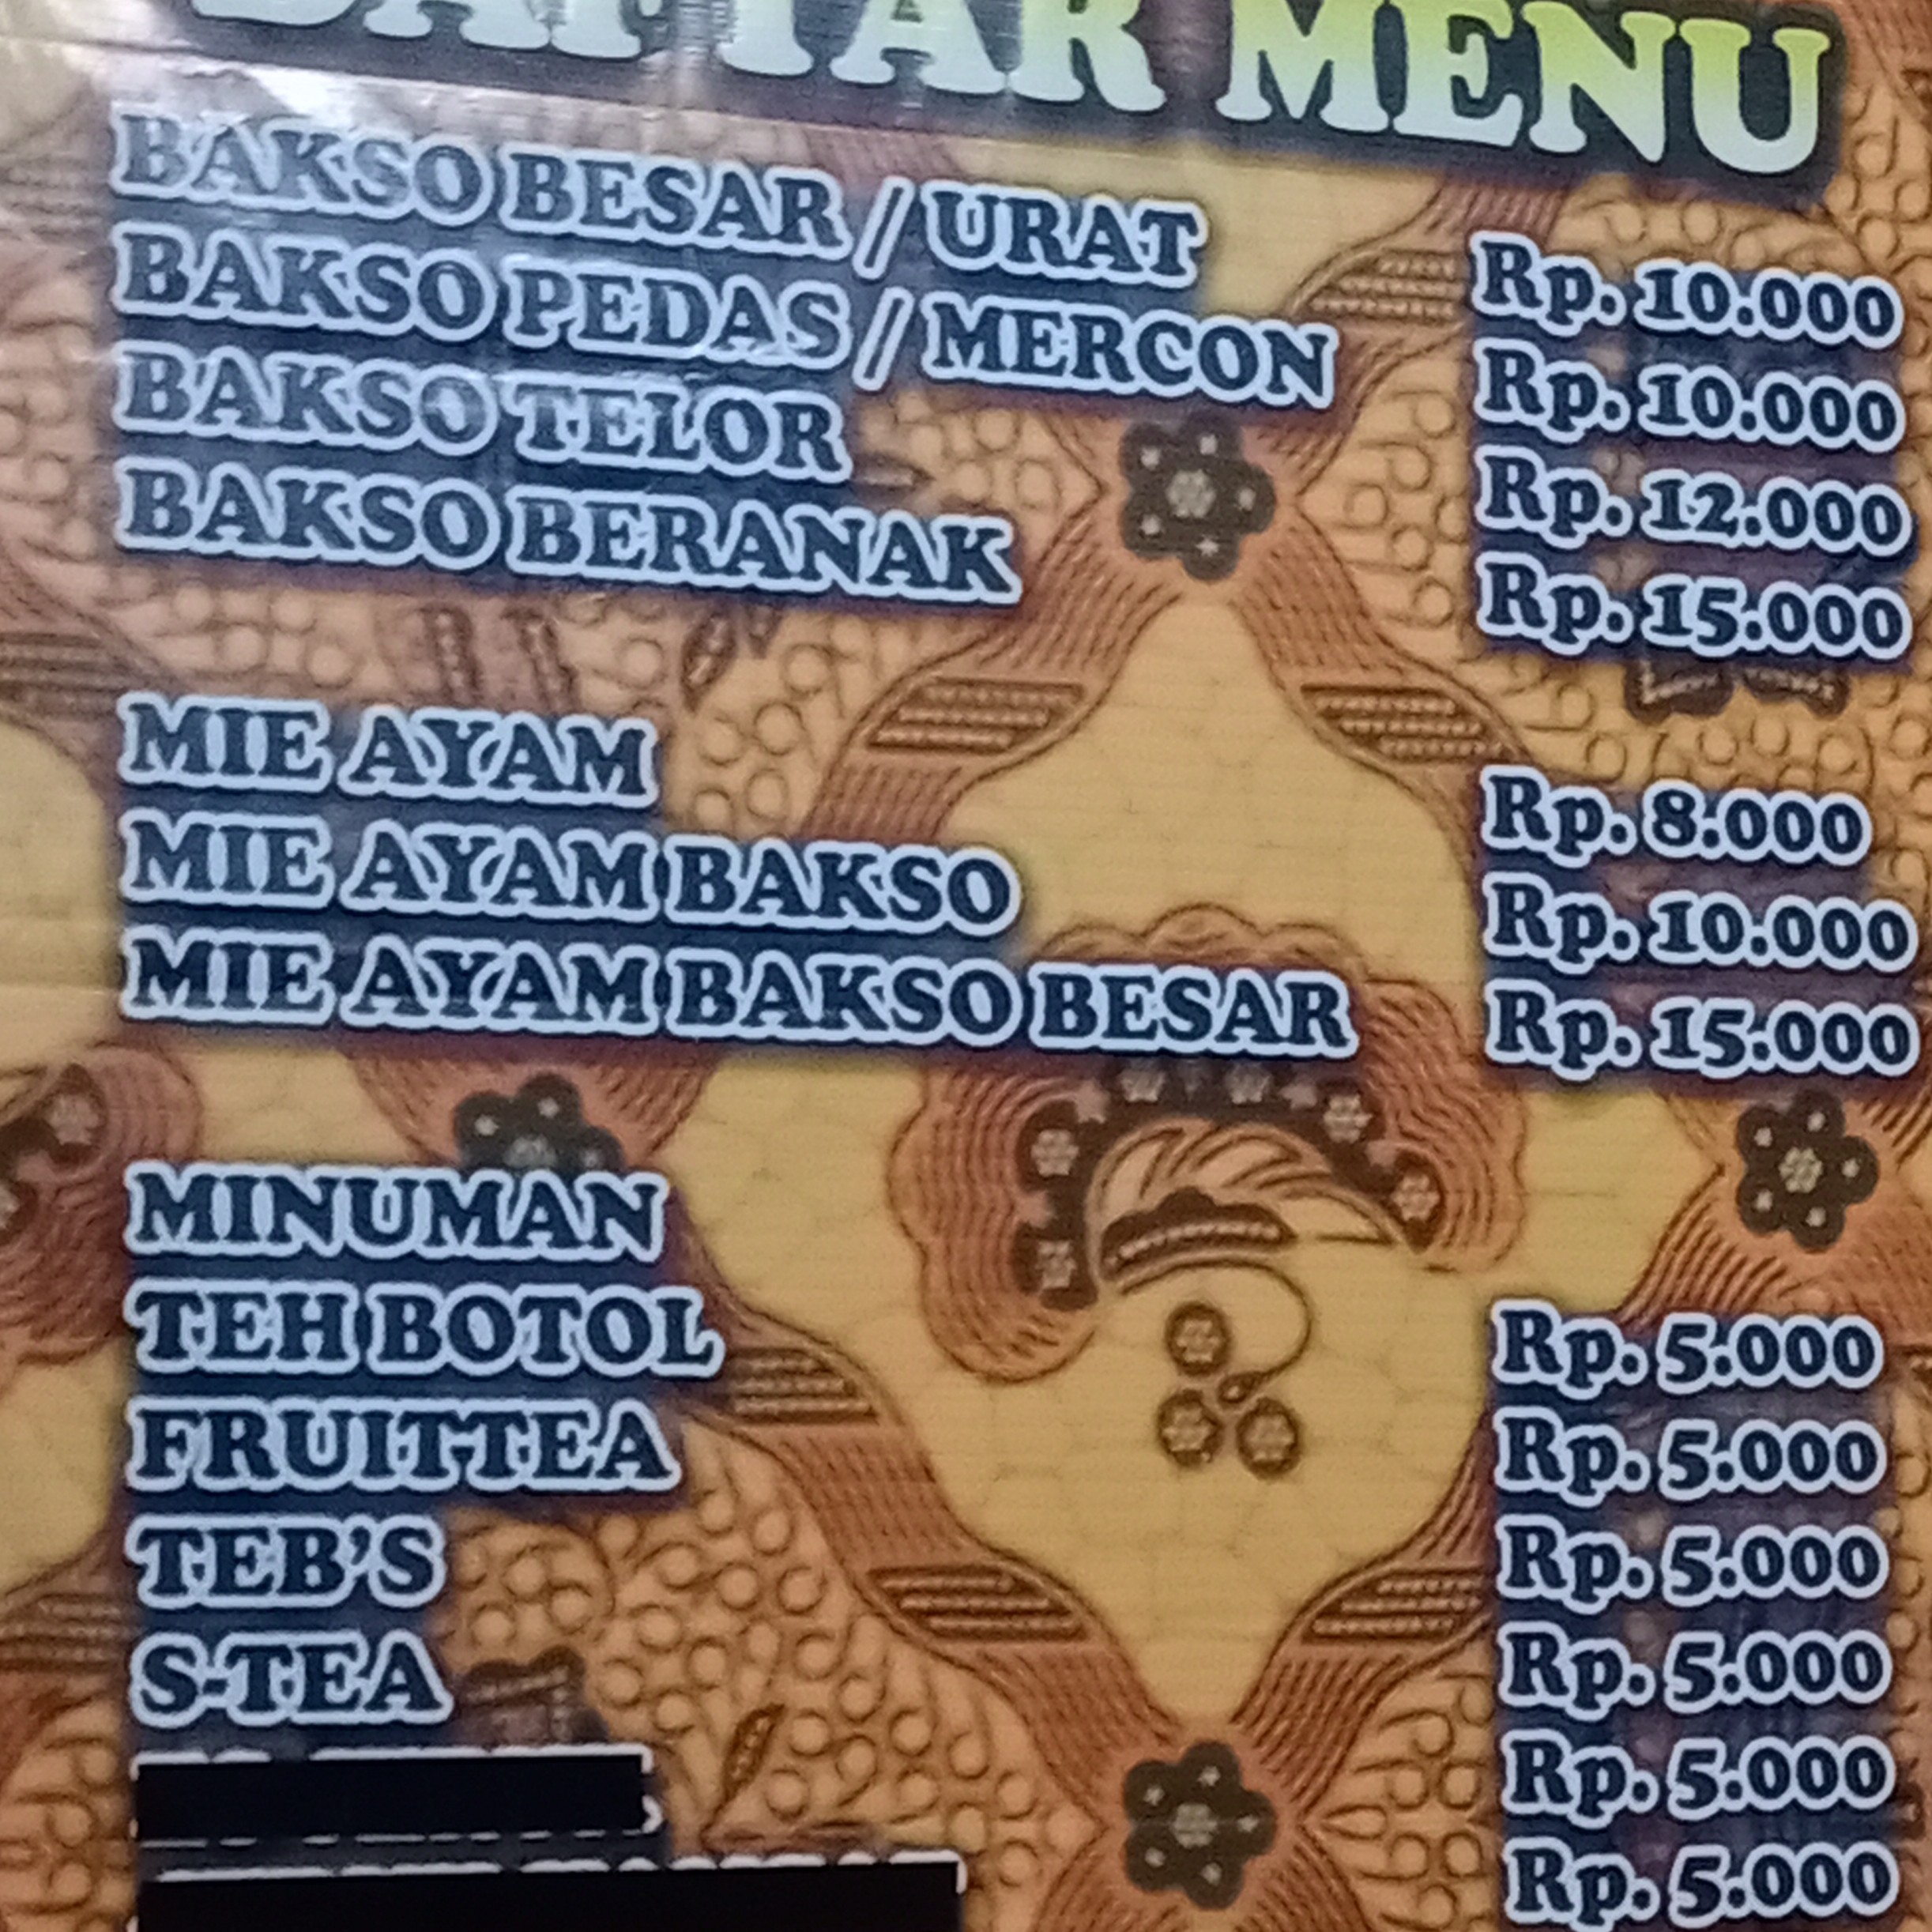 DAFTAR MENU
BAKSO BESAR / URAT Rp. 10.000
BAKSO PEDAS / MERCON Rp. 10.000
BAKSO TELOR Rp. 12.000
BAKSO BERANAK Rp. 15.000
MIE AYAM Rp. 8.000
MIE AYAM BAKSO Rp. 10.000
MIE AYAM BAKSO BESAR Rp. 15.000
MINUMAN
TEH BOTOL Rp. 5.000
FRUITTEA Rp. 5.000
TEB'S Rp. 5.000
S-TEA Rp. 5.000
Rp. 5.000
Rp. 5.000